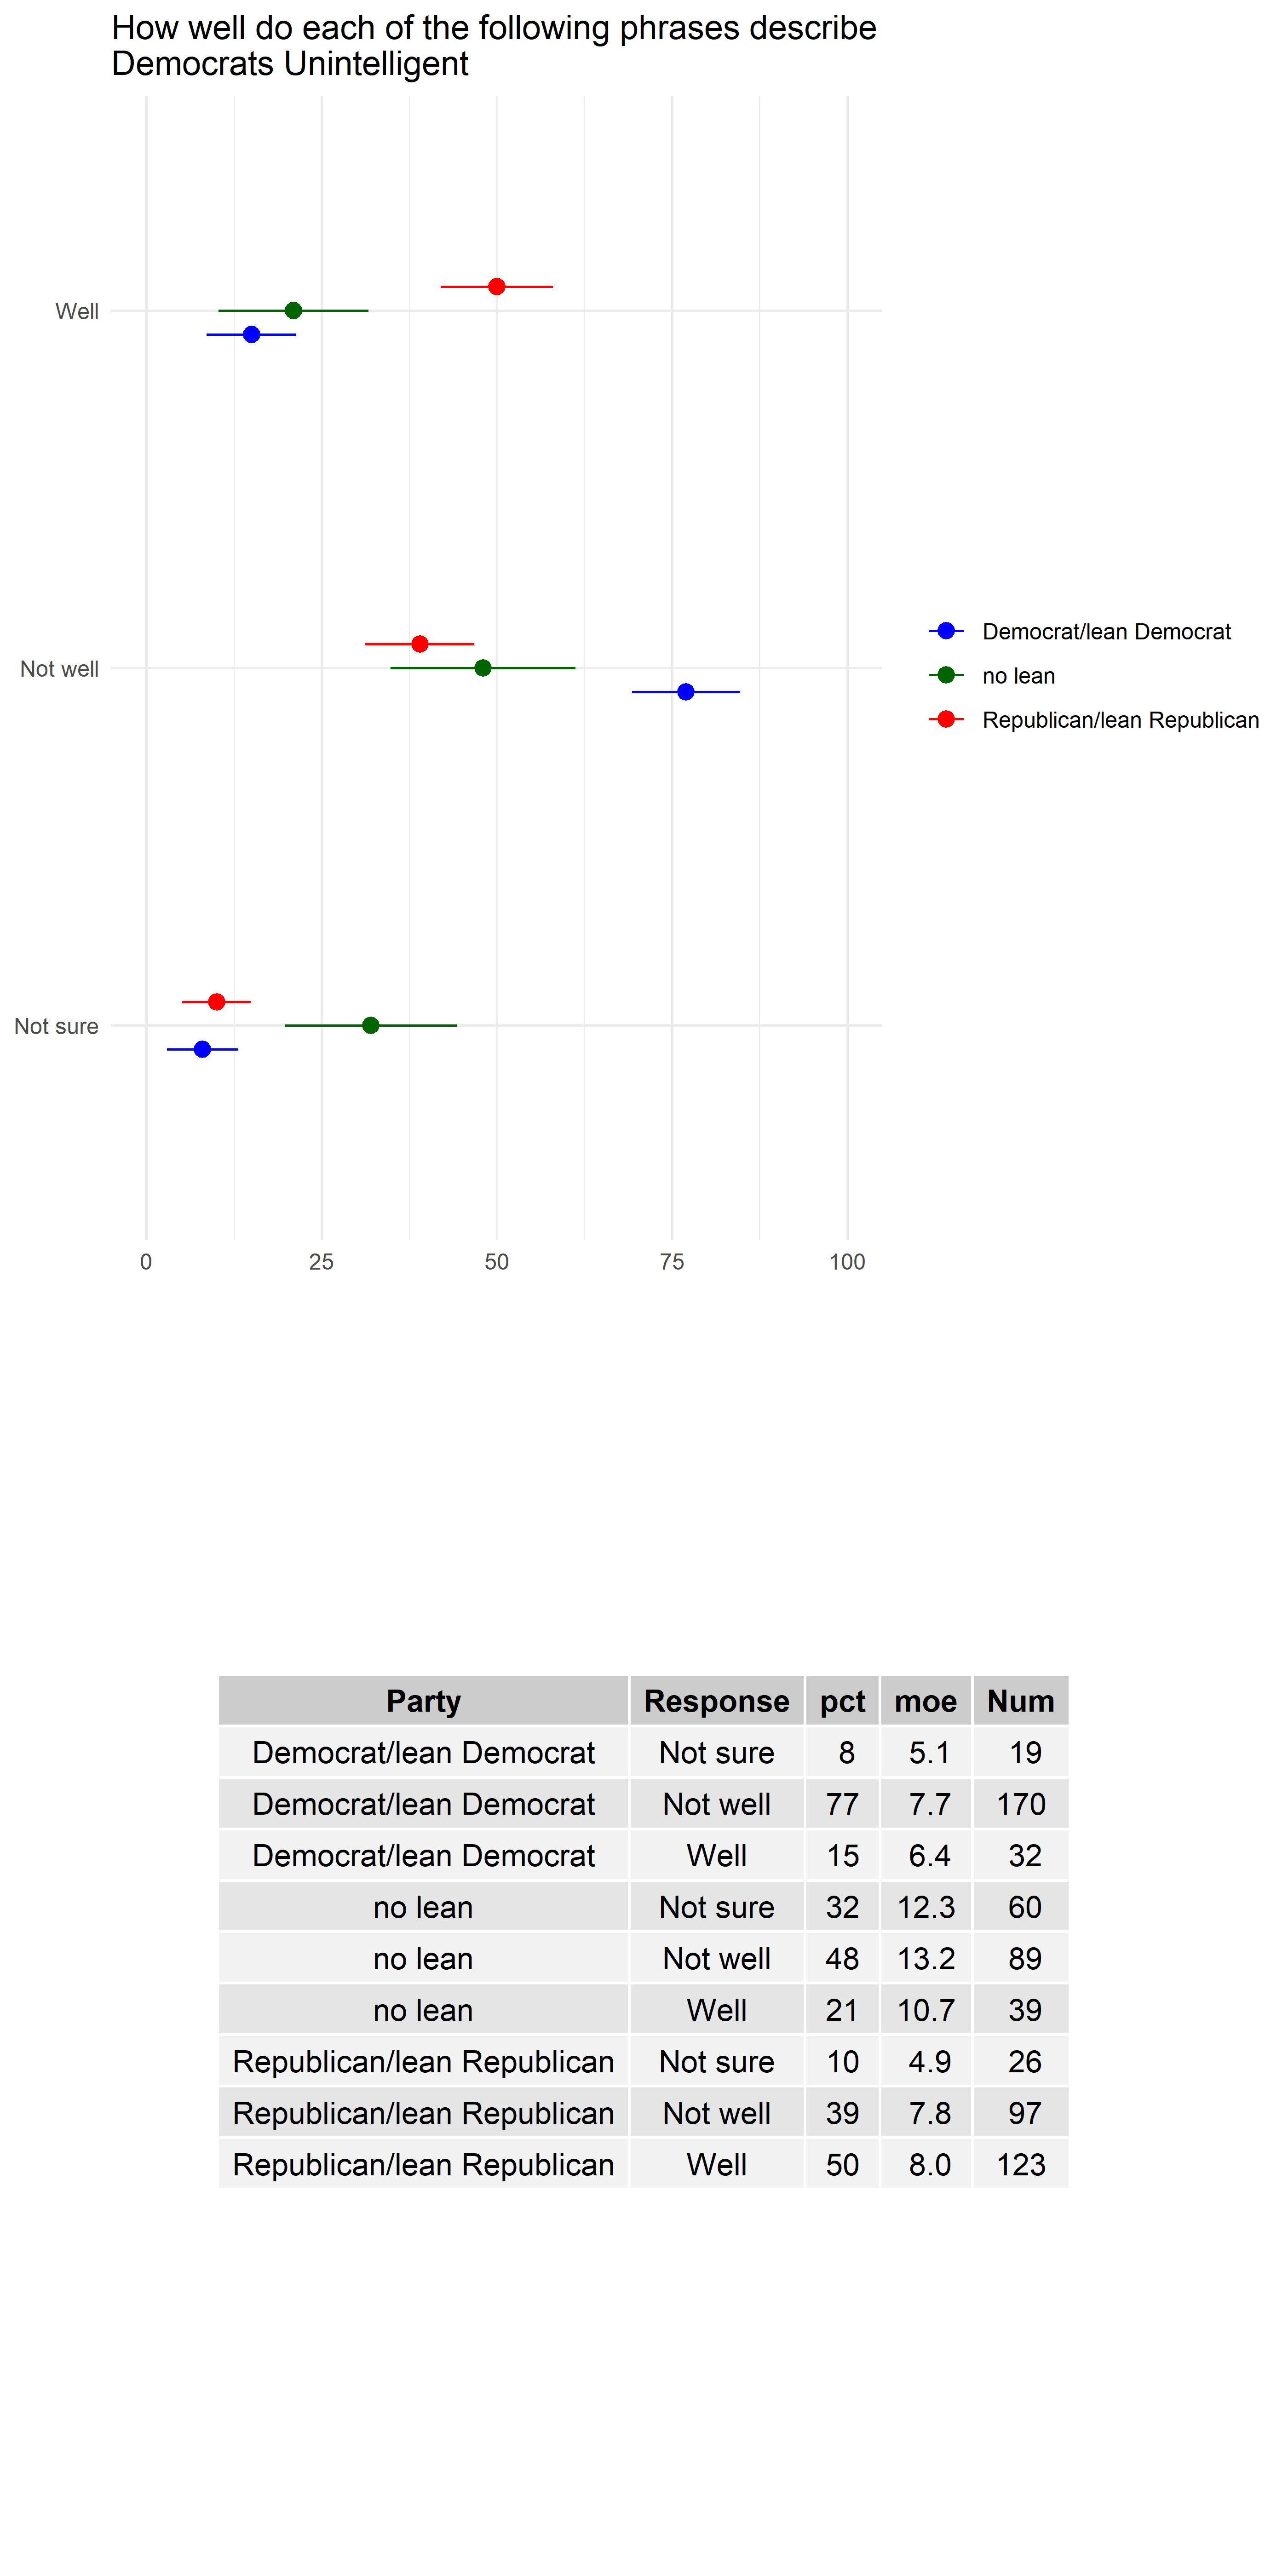 How well do each of the following phrases describe
Democrats Unintelligent
Well
Not well
Not sure
0 25 50 75 100
Democrat/lean Democrat
no lean
Republican/lean Republican
Party Response pct moe Num
Democrat/lean Democrat Not sure 8 5.1 19
Democrat/lean Democrat Not well 77 7.7 170
Democrat/lean Democrat Well 15 6.4 32
no lean Not sure 32 12.3 60
no lean Not well 48 13.2 89
no lean Well 21 10.7 39
Republican/lean Republican Not sure 10 4.9 26
Republican/lean Republican Not well 39 7.8 97
Republican/lean Republican Well 50 8.0 123